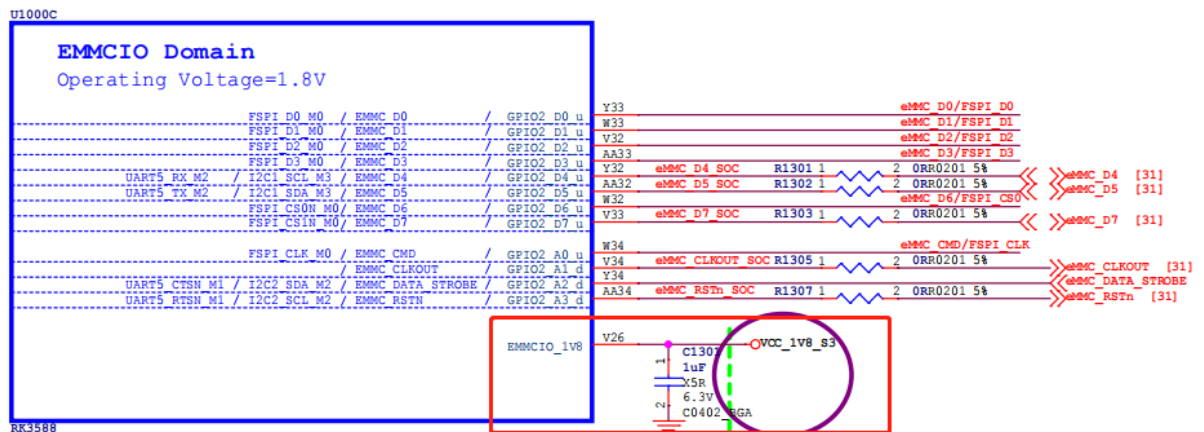 U1000C
EMMCIO Domain
Operating Voltage=1.8V
FSPI_D0_M0 / EMMC_D0 / GPIO2_D0_u Y33 eMMC_D0/FSPI_D0
FSPI_D1_M0 / EMMC_D1 / GPIO2_D1_u W33 eMMC_D1/FSPI_D1
FSPI_D2_M0 / EMMC_D2 / GPIO2_D2_u V32 eMMC_D2/FSPI_D2
FSPI_D3_M0 / EMMC_D3 / GPIO2_D3_u AA33 eMMC_D3/FSPI_D3
UART5_RX_M2 / I2C1_SCL_M3 / EMMC_D4 / GPIO2_D4_u Y32 eMMC_D4_SOC R1301 1 2 0RR0201 5% eMMC_D4 [31]
UART5_TX_M2 / I2C1_SDA_M3 / EMMC_D5 / GPIO2_D5_u AA32 eMMC_D5_SOC R1302 1 2 0RR0201 5% eMMC_D5 [31]
FSPI_CS0N_M0/ EMMC_D6 / GPIO2_D6_u W32 eMMC_D6/FSPI_CS0
FSPI_CS1N_M0/ EMMC_D7 / GPIO2_D7_u V33 eMMC_D7_SOC R1303 1 2 0RR0201 5% eMMC_D7 [31]
FSPI_CLK_M0 / EMMC_CMD / GPIO2_A0_u W34 eMMC_CMD/FSPI_CLK
/ EMMC_CLKOUT / GPIO2_A1_d V34 eMMC_CLKOUT_SOC R1305 1 2 0RR0201 5% eMMC_CLKOUT [31]
UART5_CTSN_M1 / I2C2_SDA_M2 / EMMC_DATA_STROBE / GPIO2_A2_d Y34 eMMC_DATA_STROBE
UART5_RTSN_M1 / I2C2_SCL_M2 / EMMC_RSTN / GPIO2_A3_d AA34 eMMC_RSTn_SOC R1307 1 2 0RR0201 5% eMMC_RSTn [31]
EMMCIO_1V8 V26 VCC_1V8_S3
1 C1301
1uF
X5R
6.3V
2 C0402_BGA
RK3588